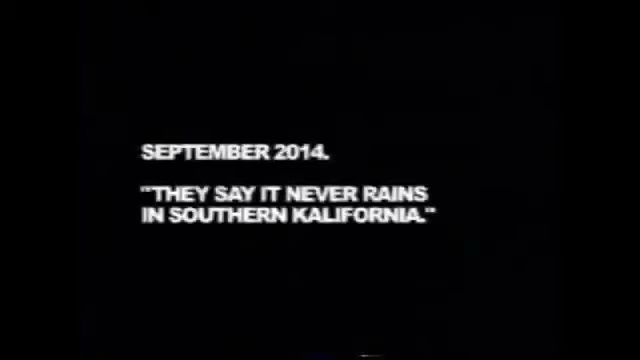 SEPTEMBER 2014.
"THEY SAY IT NEVER RAINS
IN SOUTHERN KALIFORNIA."